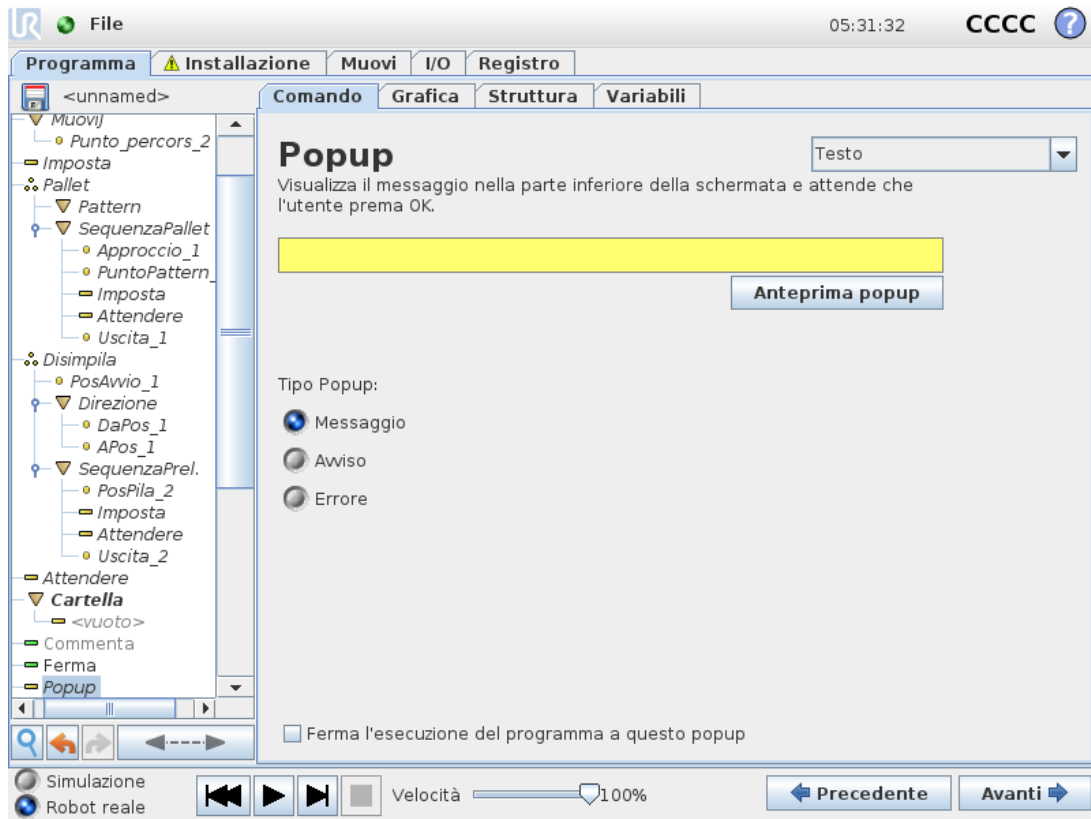 UR File 05:31:32 CCCC ?
Programma Installazione Muovi I/O Registro
<unnamed> Comando Grafica Struttura Variabili
MuoviJ
Punto_percors_2
Imposta
Pallet
Pattern
SequenzaPallet
Approccio_1
PuntoPattern_
Imposta
Attendere
Uscita_1
Disimpila
PosAvvio_1
Direzione
DaPos_1
APos_1
SequenzaPrel.
PosPila_2
Imposta
Attendere
Uscita_2
Attendere
Cartella
<vuoto>
Commenta
Ferma
Popup
Popup
Testo
Visualizza il messaggio nella parte inferiore della schermata e attende che
l'utente prema OK.
Anteprima popup
Tipo Popup:
Messaggio
Avviso
Errore
Ferma l'esecuzione del programma a questo popup
Simulazione
Robot reale
Velocità 100%
Precedente Avanti